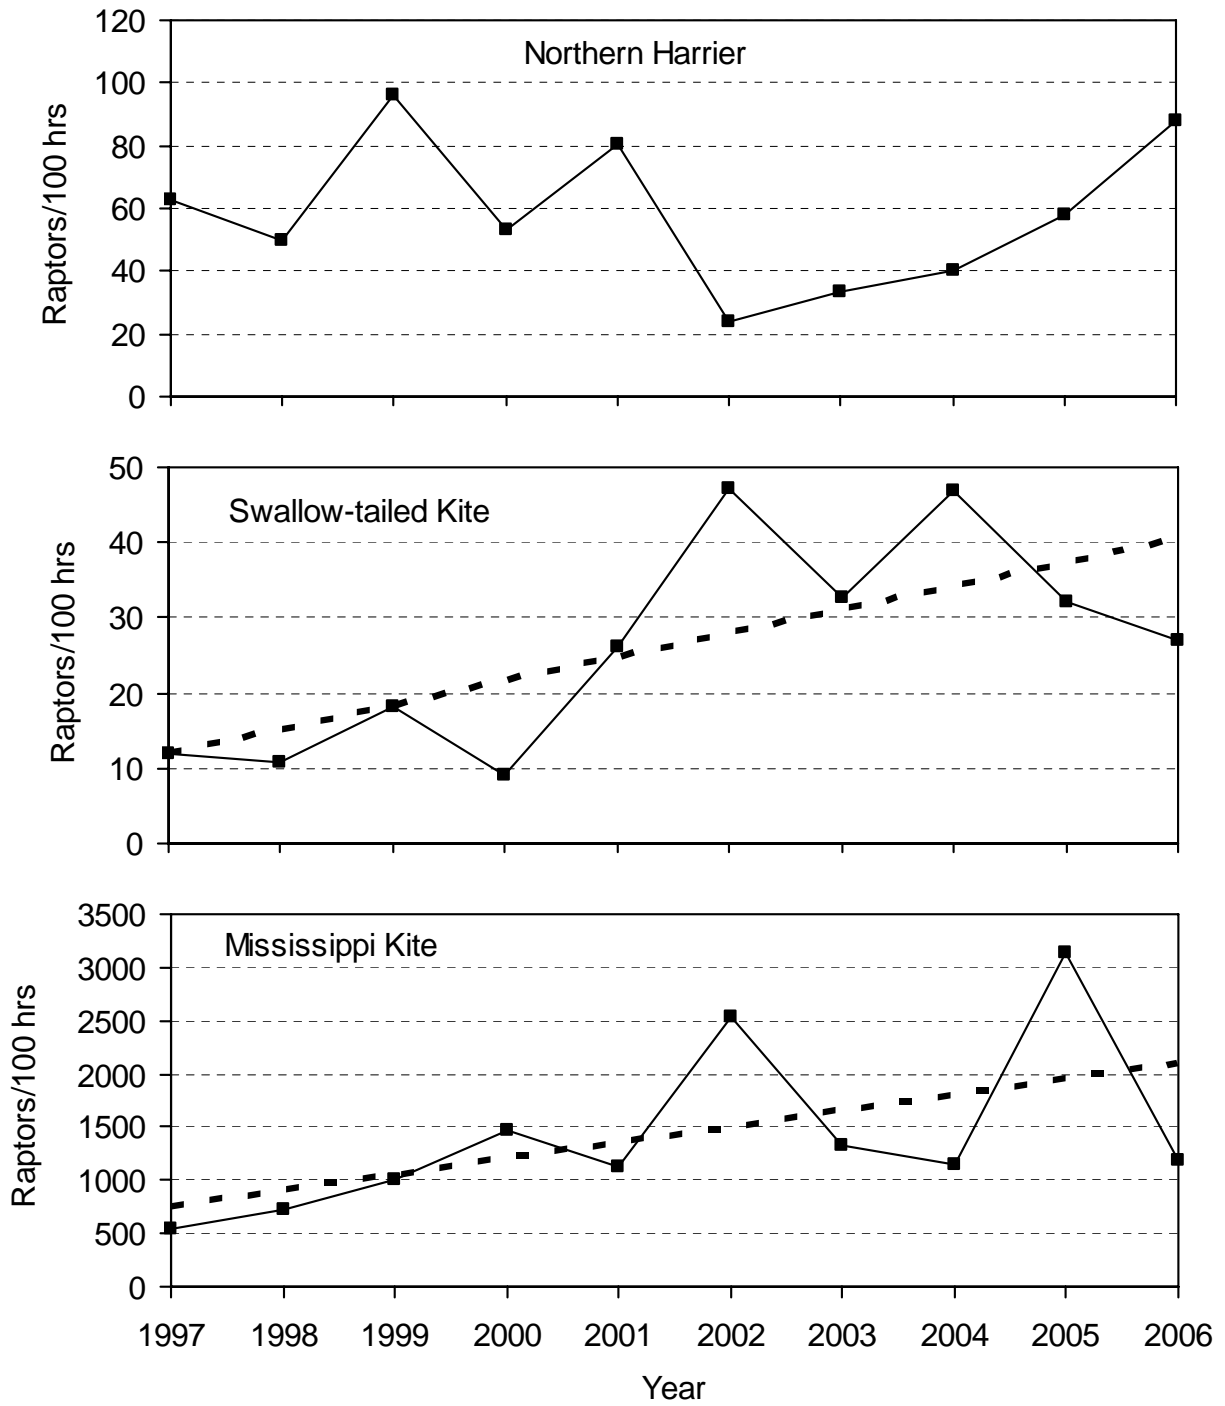 Northern Harrier
Raptors/100 hrs
120
100
80
60
40
20
0
Swallow-tailed Kite
Raptors/100 hrs
50
40
30
20
10
0
Mississippi Kite
Raptors/100 hrs
3500
3000
2500
2000
1500
1000
500
0
1997 1998 1999 2000 2001 2002 2003 2004 2005 2006
Year